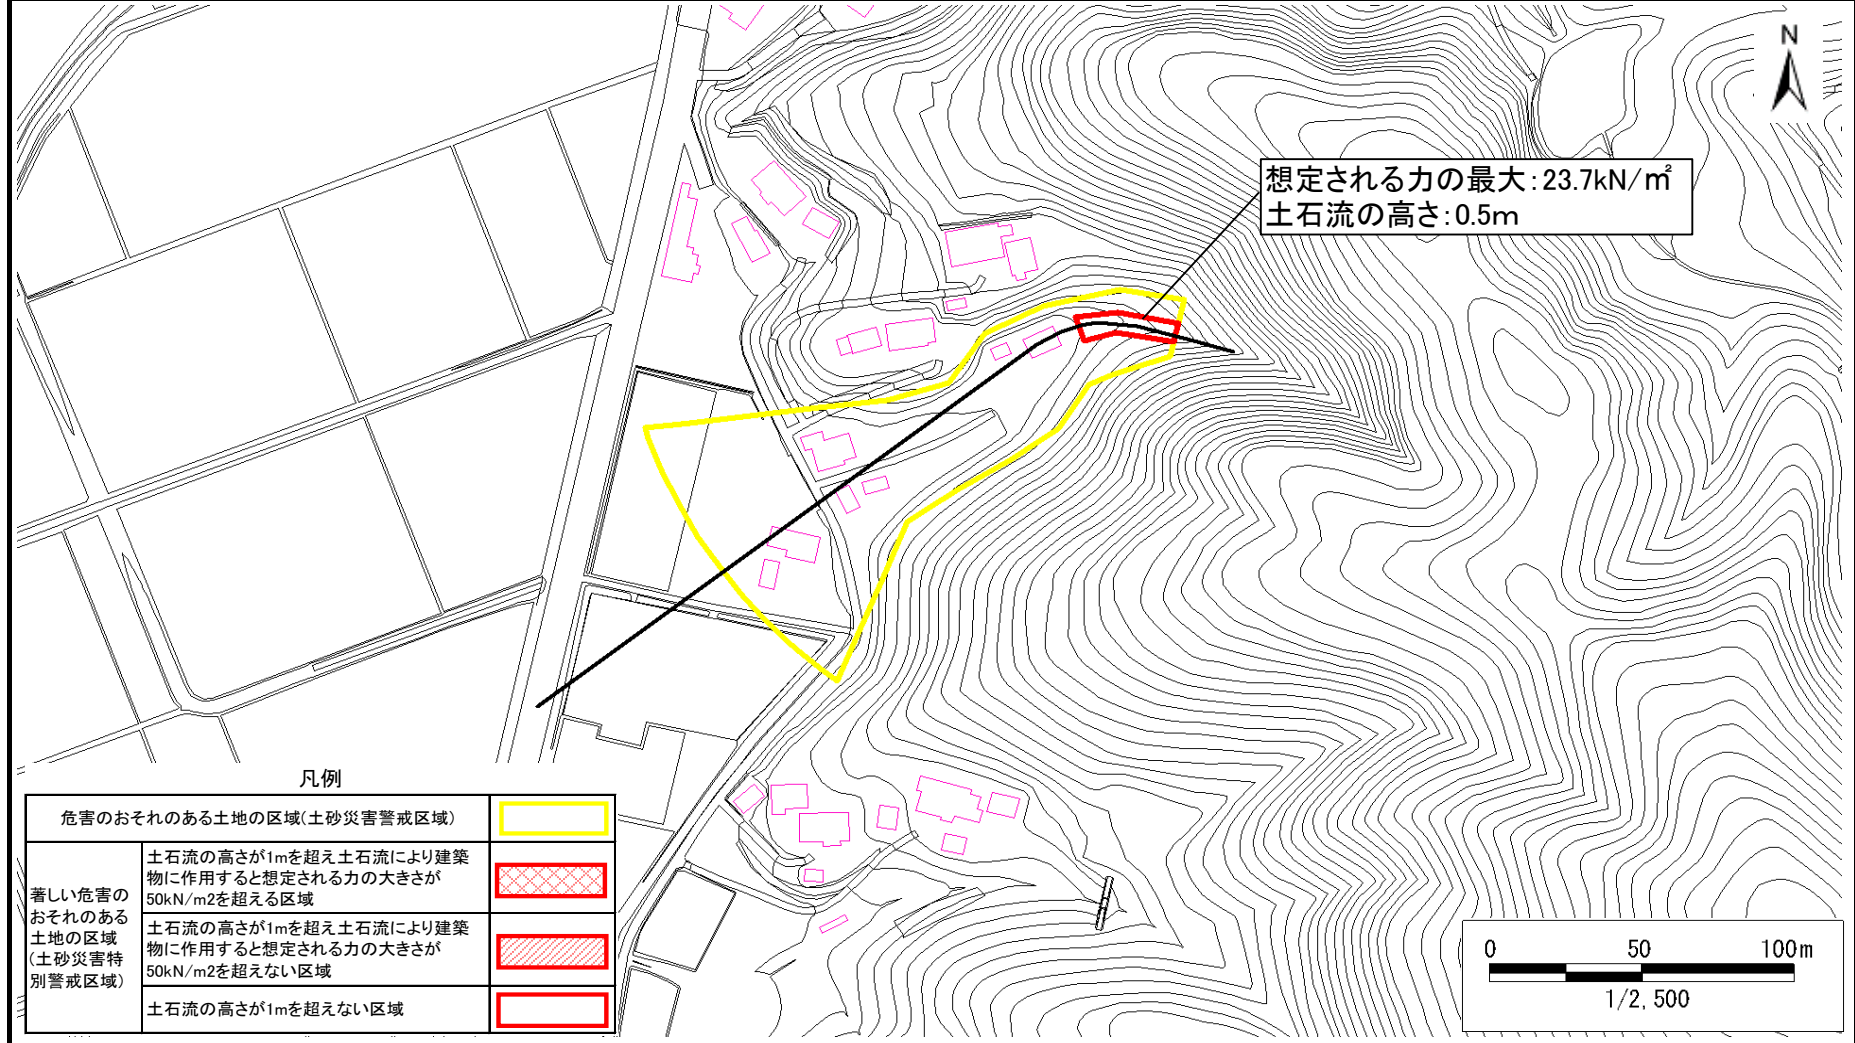 N
想定される力の最大:23.7kN/㎡
土石流の高さ:0.5m
凡例
危害のおそれのある土地の区域(土砂災害警戒区域)
著しい危害の
おそれのある
土地の区域
(土砂災害特
別警戒区域)
土石流の高さが1mを超え土石流により建築
物に作用すると想定される力の大きさが
50kN/m2を超える区域
土石流の高さが1mを超え土石流により建築
物に作用すると想定される力の大きさが
50kN/m2を超えない区域
土石流の高さが1mを超えない区域
0 50 100m
1/2,500